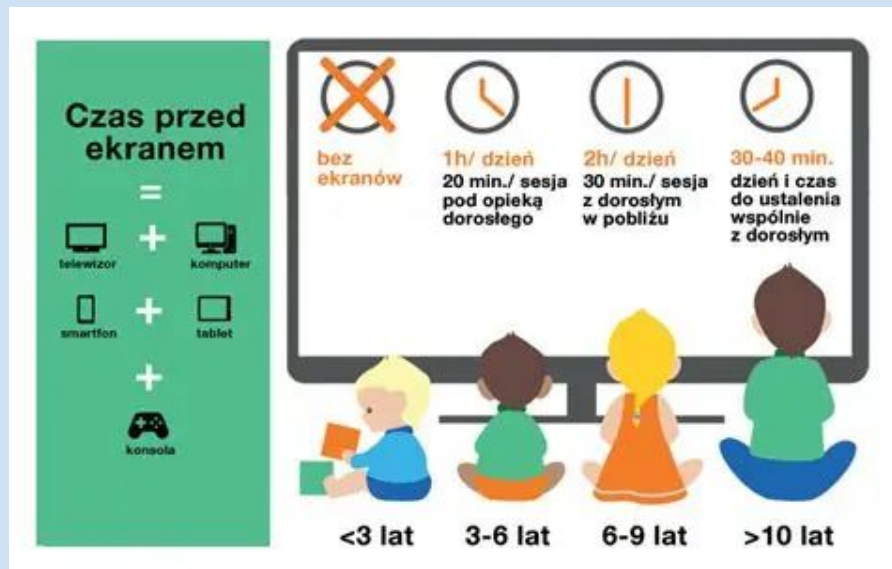 Czas przed
ekranem
=
+
telewizor
komputer
+
smartfon
tablet
+
konsola
bez
ekranów
1h/ dzień
20 min./ sesja
pod opieką
dorosłego
2h/ dzień
30 min./ sesja
z dorosłym
w pobliżu
30-40 min.
dzień i czas
do ustalenia
wspólnie
z dorosłym
<3 lat
3-6 lat
6-9 lat
>10 lat